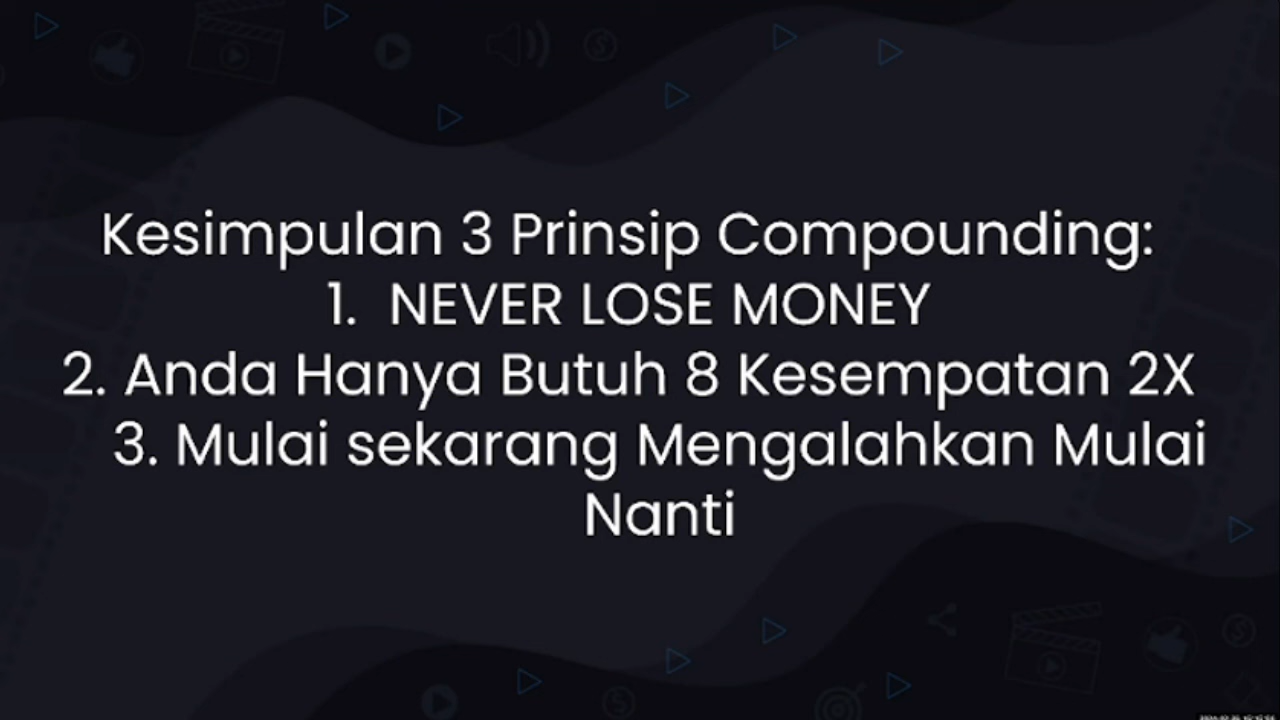 Kesimpulan 3 Prinsip Compounding:
1. NEVER LOSE MONEY
2. Anda Hanya Butuh 8 Kesempatan 2X
3. Mulai sekarang Mengalahkan Mulai
Nanti